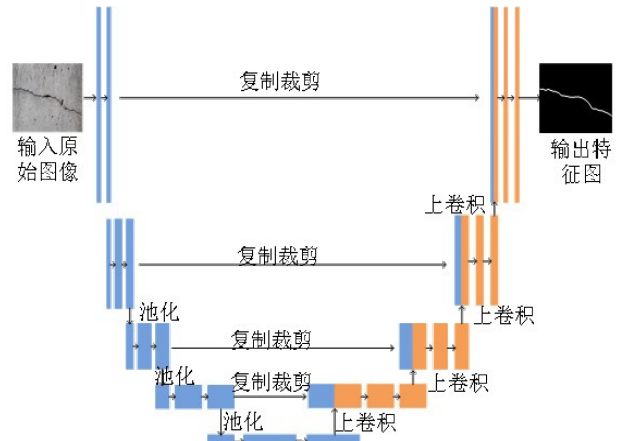 复制裁剪
输入原
始图像
输出特
征图
上卷积
复制裁剪
池化
上卷积
复制裁剪
池化
复制裁剪
上卷积
池化
上卷积